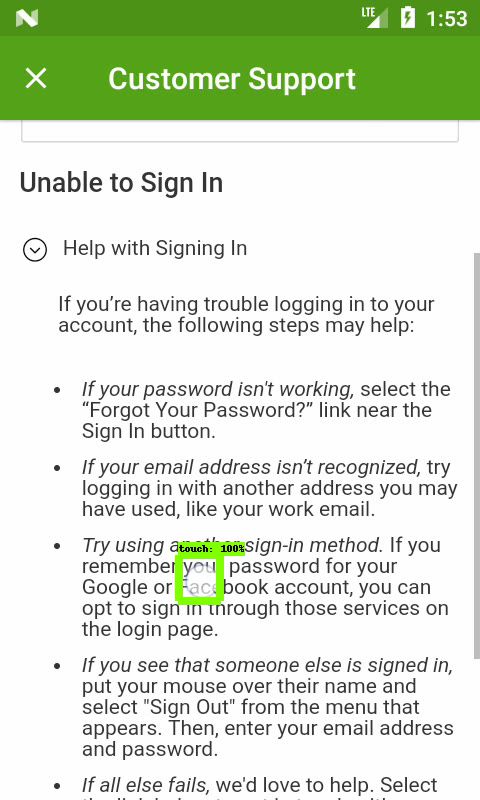 LTE 1:53
Customer Support
Unable to Sign In
Help with Signing In
If you’re having trouble logging in to your
account, the following steps may help:
• If your password isn't working, select the
“Forgot Your Password?” link near the
Sign In button.
• If your email address isn’t recognized, try
logging in with another address you may
have used, like your work email.
touch: 100%
• Try using another sign-in method. If you
remember your password for your
Google or Facebook account, you can
opt to sign in through those services on
the login page.
• If you see that someone else is signed in,
put your mouse over their name and
select "Sign Out" from the menu that
appears. Then, enter your email address
and password.
• If all else fails, we'd love to help. Select